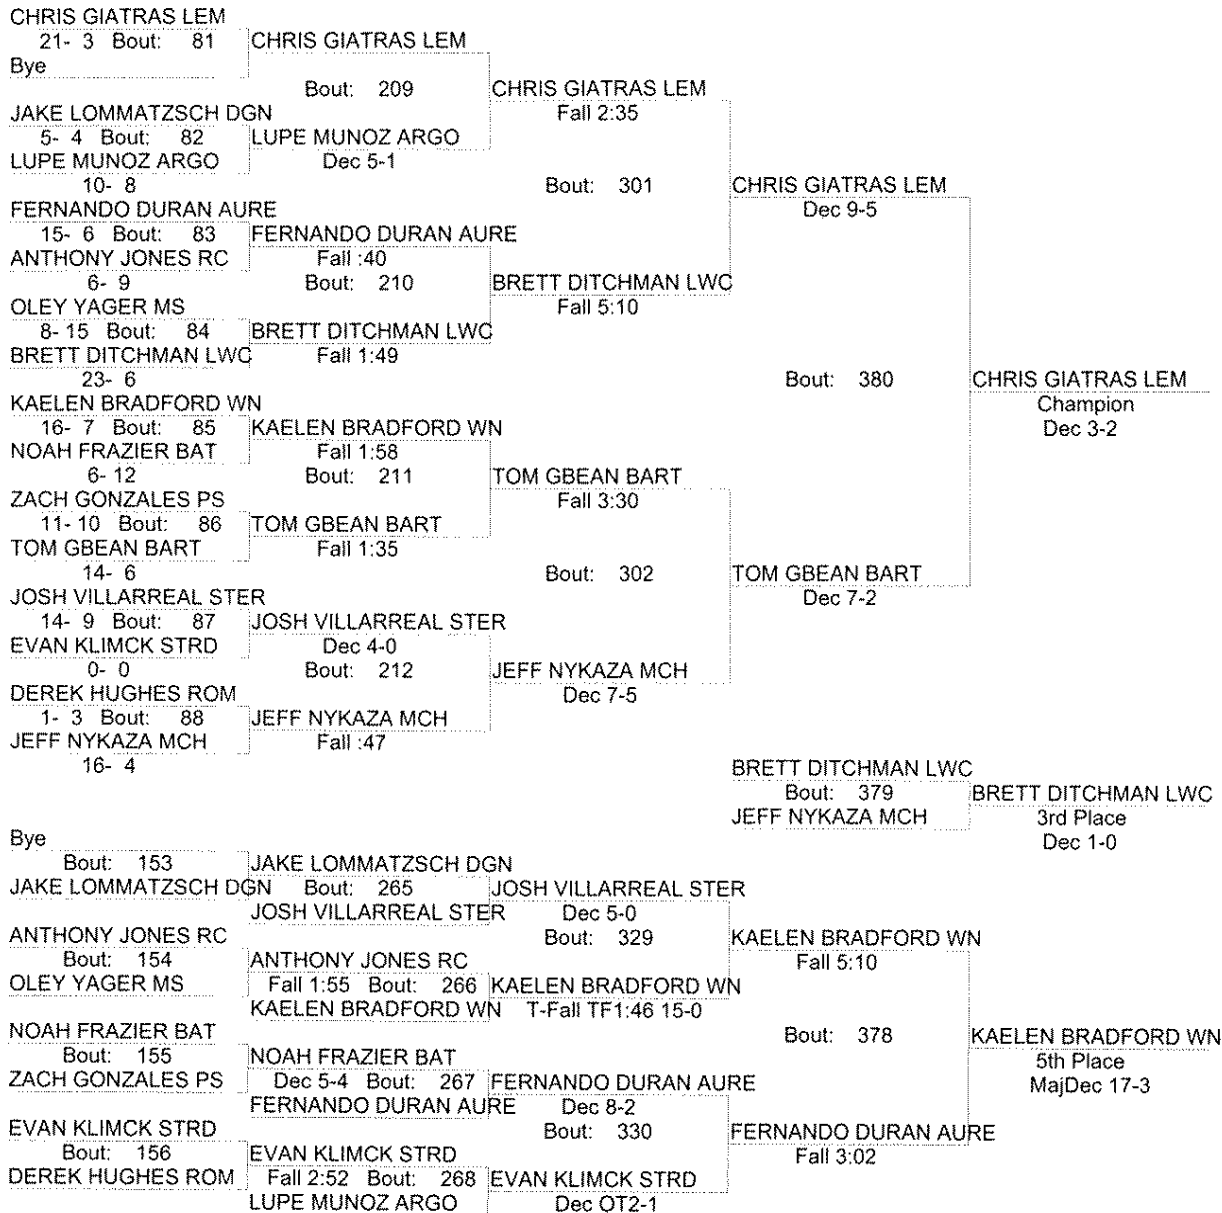 CHRIS GIATRAS LEM
21- 3 Bout: 81 CHRIS GIATRAS LEM
Bye
Bout: 209 CHRIS GIATRAS LEM
JAKE LOMMATZSCH DGN Fall 2:35
5- 4 Bout: 82 LUPE MUNOZ ARGO
LUPE MUNOZ ARGO Dec 5-1
10- 8 Bout: 301 CHRIS GIATRAS LEM
FERNANDO DURAN AURE Dec 9-5
15- 6 Bout: 83 FERNANDO DURAN AURE
ANTHONY JONES RC Fall :40
6- 9 Bout: 210 BRETT DITCHMAN LWC
OLEY YAGER MS Fall 5:10
8- 15 Bout: 84 BRETT DITCHMAN LWC
BRETT DITCHMAN LWC Fall 1:49
23- 6 Bout: 380 CHRIS GIATRAS LEM
KAELEN BRADFORD WN Champion
16- 7 Bout: 85 KAELEN BRADFORD WN Dec 3-2
NOAH FRAZIER BAT Fall 1:58
6- 12 Bout: 211 TOM GBEAN BART
ZACH GONZALES PS Fall 3:30
11- 10 Bout: 86 TOM GBEAN BART
TOM GBEAN BART Fall 1:35
14- 6 Bout: 302 TOM GBEAN BART
JOSH VILLARREAL STER Dec 7-2
14- 9 Bout: 87 JOSH VILLARREAL STER
EVAN KLIMCK STRD Dec 4-0
0- 0 Bout: 212 JEFF NYKAZA MCH
DEREK HUGHES ROM Dec 7-5
1- 3 Bout: 88 JEFF NYKAZA MCH
JEFF NYKAZA MCH Fall :47
16- 4 BRETT DITCHMAN LWC
Bout: 379 BRETT DITCHMAN LWC
JEFF NYKAZA MCH 3rd Place
Bye Dec 1-0
Bout: 153 JAKE LOMMATZSCH DGN
JAKE LOMMATZSCH DGN Bout: 265 JOSH VILLARREAL STER
JOSH VILLARREAL STER Dec 5-0
ANTHONY JONES RC Bout: 329 KAELEN BRADFORD WN
Bout: 154 ANTHONY JONES RC Fall 5:10
OLEY YAGER MS Fall 1:55 Bout: 266 KAELEN BRADFORD WN
KAELEN BRADFORD WN T-Fall TF1:46 15-0
NOAH FRAZIER BAT Bout: 378 KAELEN BRADFORD WN
Bout: 155 NOAH FRAZIER BAT 5th Place
ZACH GONZALES PS Dec 5-4 Bout: 267 FERNANDO DURAN AURE MajDec 17-3
FERNANDO DURAN AURE Dec 8-2
EVAN KLIMCK STRD Bout: 330 FERNANDO DURAN AURE
Bout: 156 EVAN KLIMCK STRD Fall 3:02
DEREK HUGHES ROM Fall 2:52 Bout: 268 EVAN KLIMCK STRD
LUPE MUNOZ ARGO Dec OT2-1